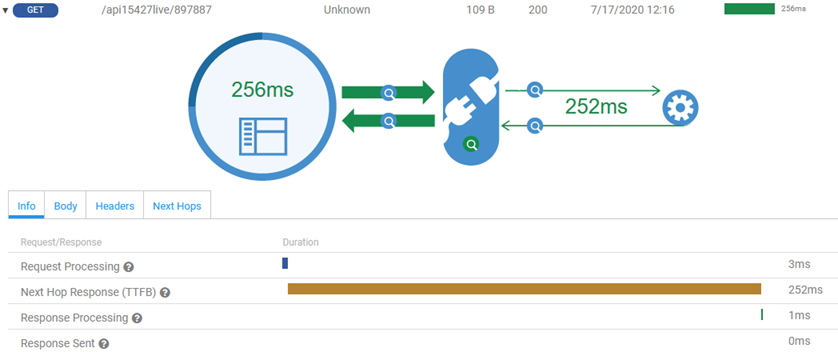 GET /api15427live/897887 Unknown 109 B 200 7/17/2020 12:16 256ms
256ms
252ms
Info Body Headers Next Hops
Request/Response Duration
Request Processing ? 3ms
Next Hop Response (TTFB) ? 252ms
Response Processing ? 1ms
Response Sent ? 0ms